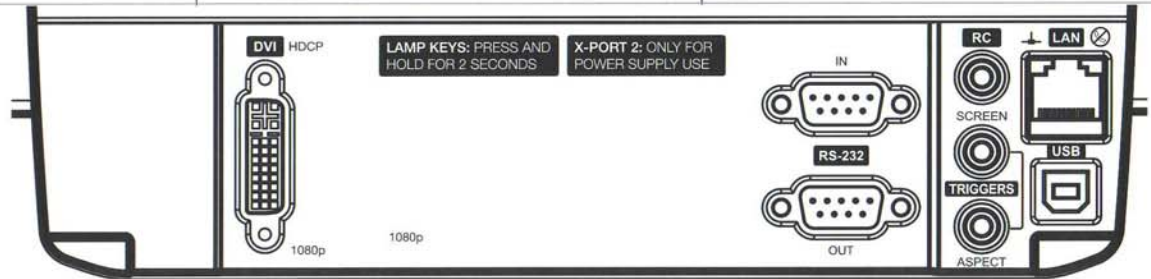 DVI HDCP
LAMP KEYS: PRESS AND
HOLD FOR 2 SECONDS
X-PORT 2: ONLY FOR
POWER SUPPLY USE
1080p
1080p
IN
RS-232
OUT
RC
SCREEN
TRIGGERS
ASPECT
LAN
USB